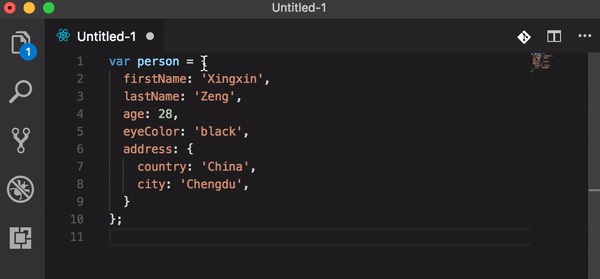 Untitled-1
Untitled-1
1
1 var person = {
2 firstName: 'Xingxin',
3 lastName: 'Zeng',
4 age: 28,
5 eyeColor: 'black',
6 address: {
7 country: 'China',
8 city: 'Chengdu',
9 }
10 };
11